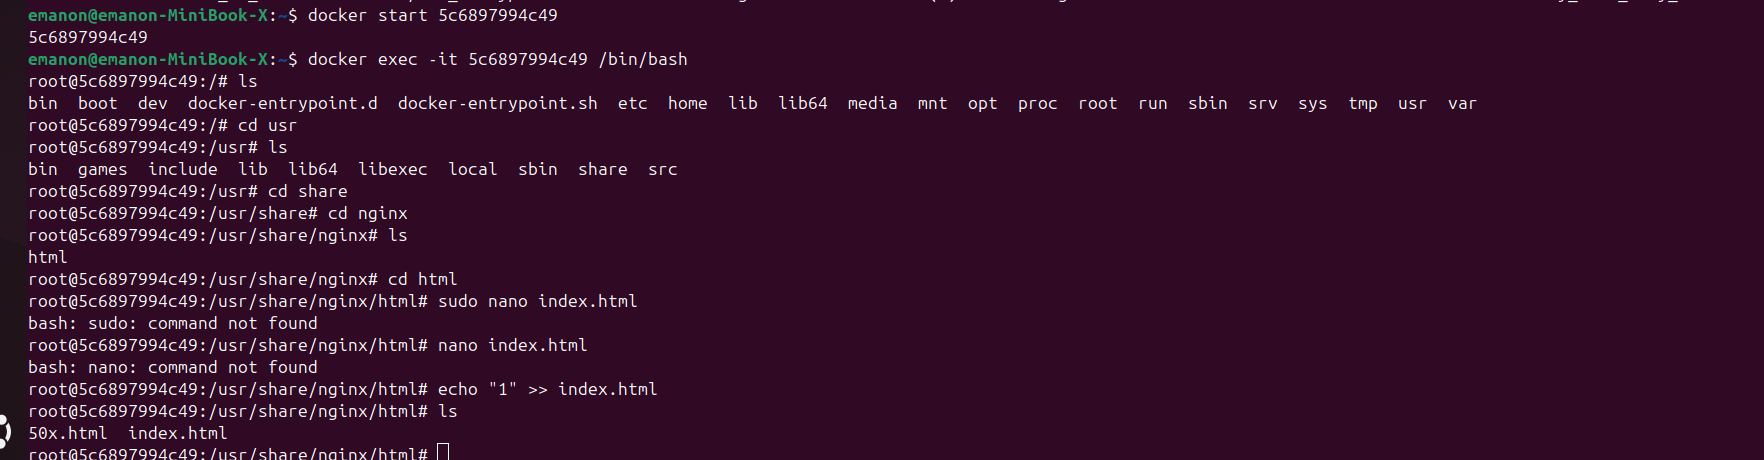 emanon@emanon-MiniBook-X:~$ docker start 5c6897994c49
5c6897994c49
emanon@emanon-MiniBook-X:~$ docker exec -it 5c6897994c49 /bin/bash
root@5c6897994c49:/# ls
bin  boot  dev  docker-entrypoint.d  docker-entrypoint.sh  etc  home  lib  lib64  media  mnt  opt  proc  root  run  sbin  srv  sys  tmp  usr  var
root@5c6897994c49:/# cd usr
root@5c6897994c49:/usr# ls
bin  games  include  lib  lib64  libexec  local  sbin  share  src
root@5c6897994c49:/usr# cd share
root@5c6897994c49:/usr/share# cd nginx
root@5c6897994c49:/usr/share/nginx# ls
html
root@5c6897994c49:/usr/share/nginx# cd html
root@5c6897994c49:/usr/share/nginx/html# sudo nano index.html
bash: sudo: command not found
root@5c6897994c49:/usr/share/nginx/html# nano index.html
bash: nano: command not found
root@5c6897994c49:/usr/share/nginx/html# echo "1" >> index.html
root@5c6897994c49:/usr/share/nginx/html# ls
50x.html  index.html
root@5c6897994c49:/usr/share/nginx/html#